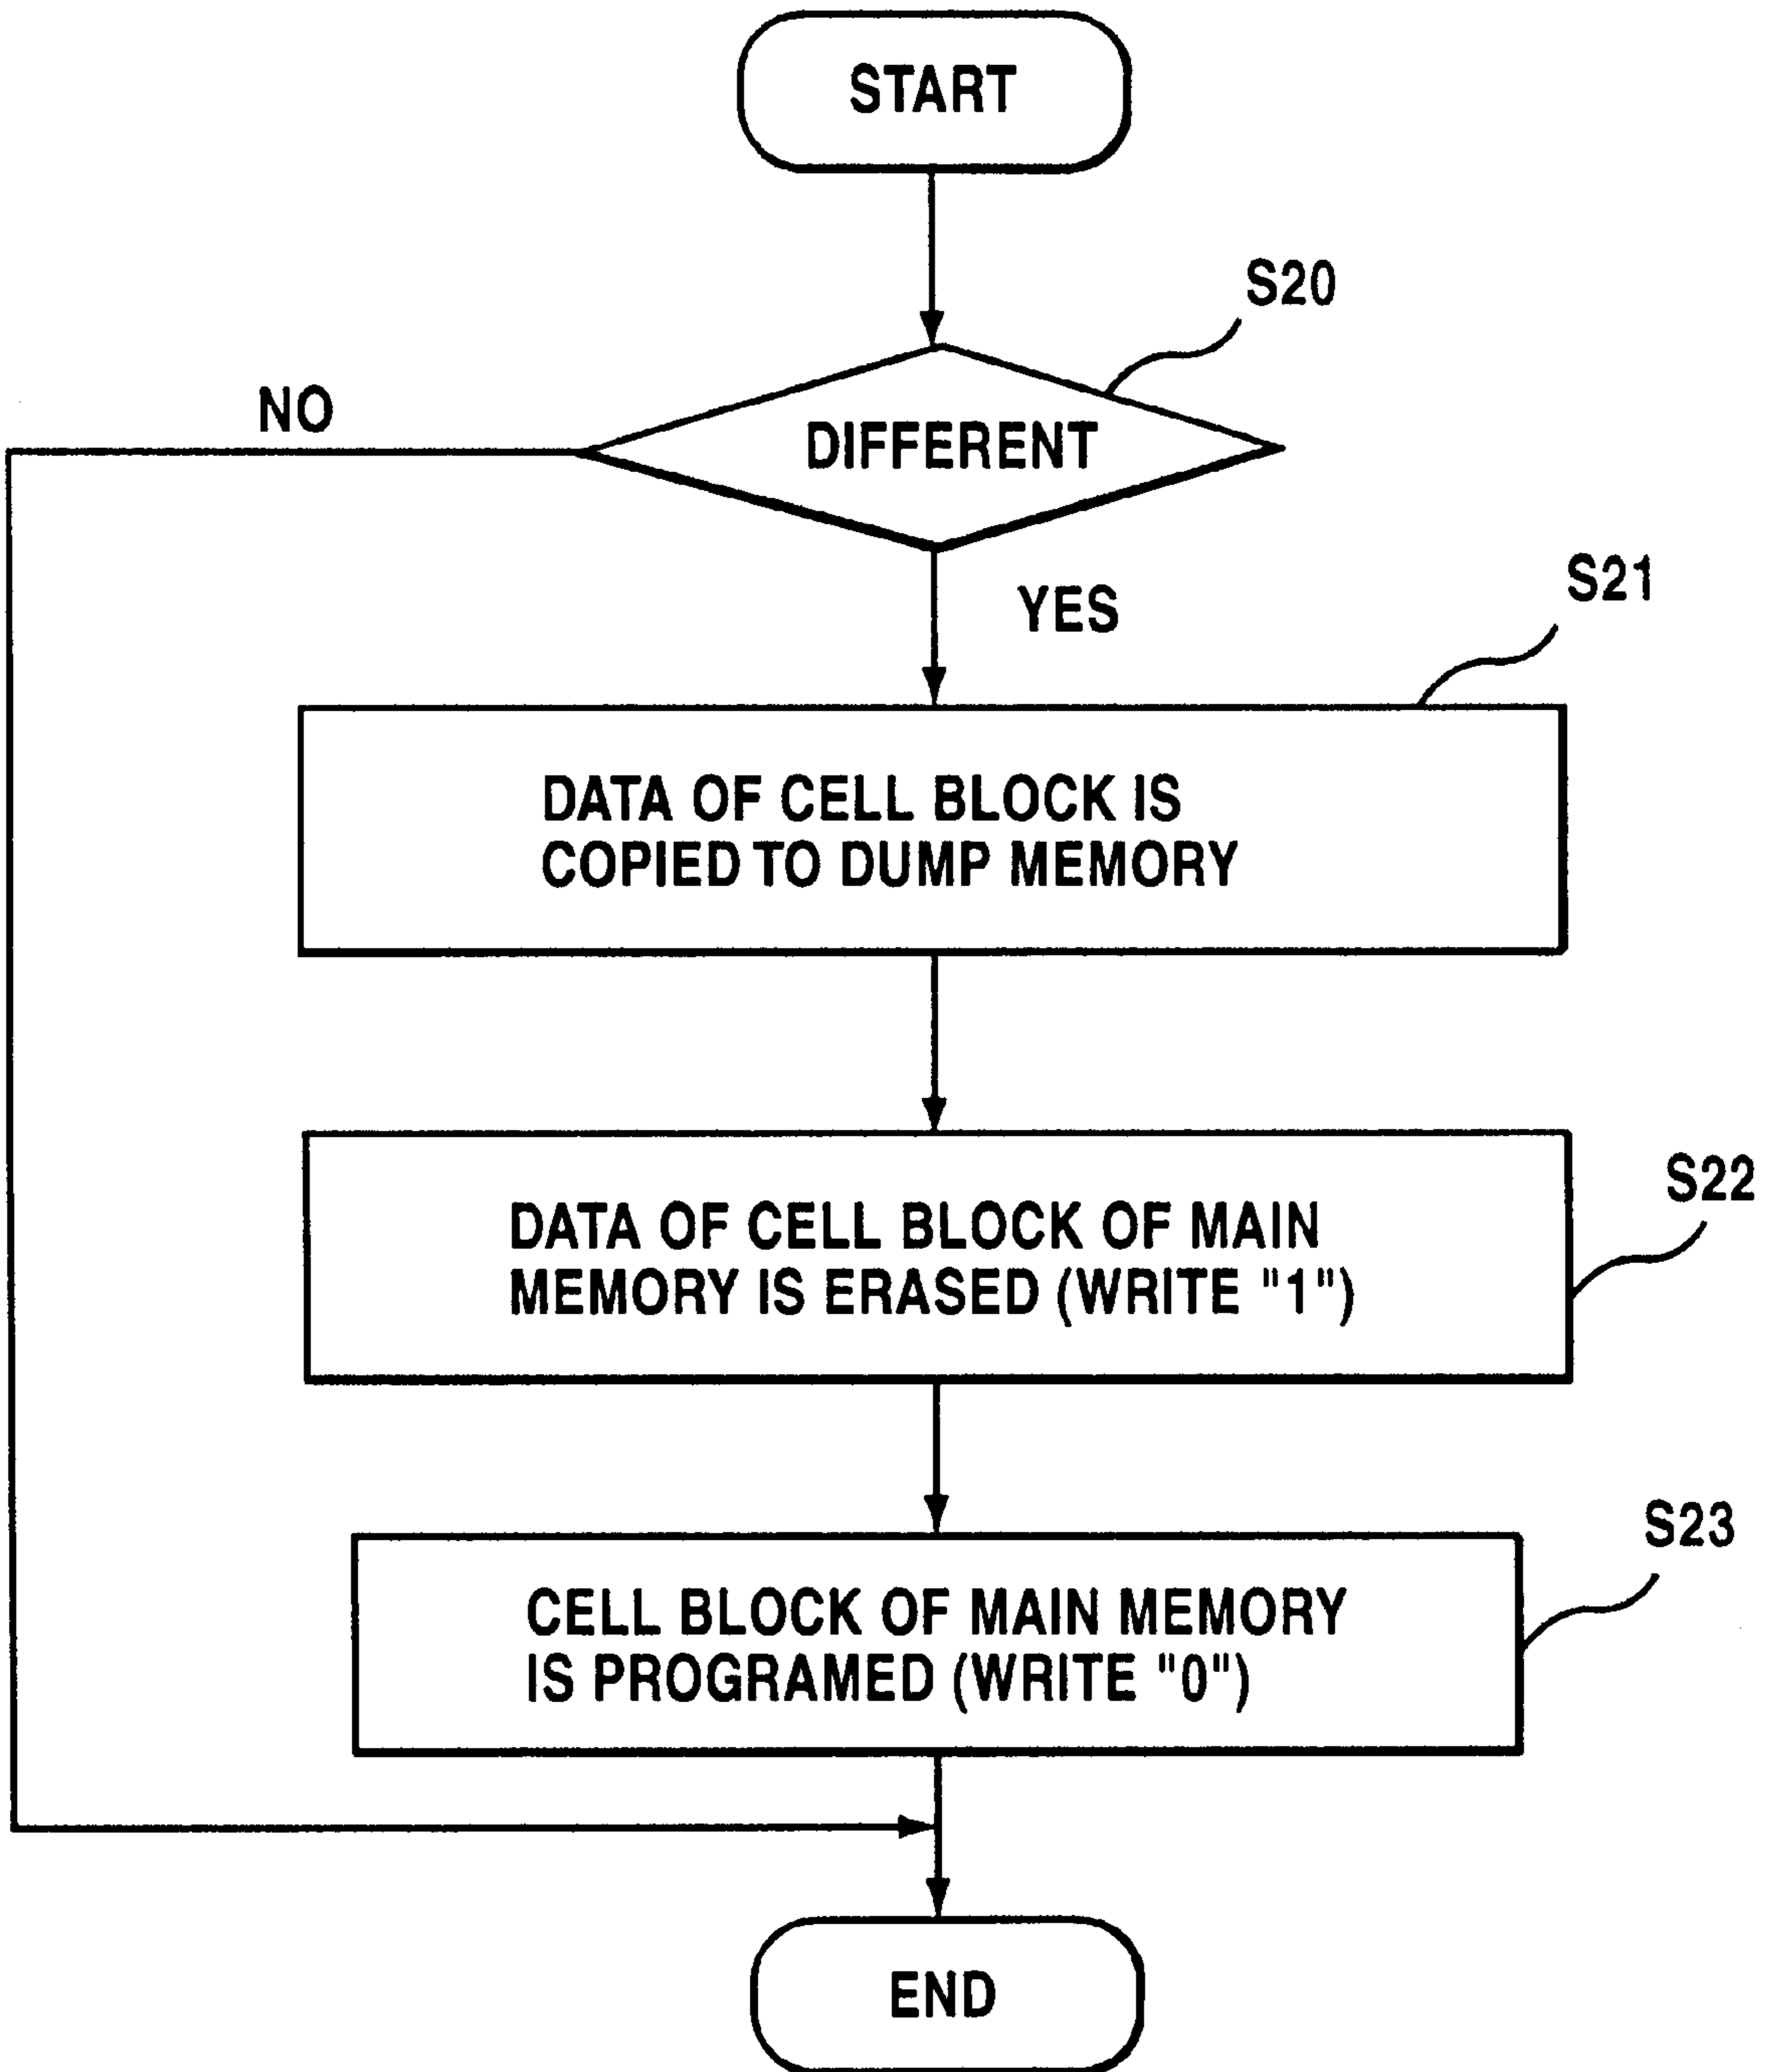 START
S20
NO
DIFFERENT
YES
S21
DATA OF CELL BLOCK IS
COPIED TO DUMP MEMORY
S22
DATA OF CELL BLOCK OF MAIN
MEMORY IS ERASED (WRITE "1")
S23
CELL BLOCK OF MAIN MEMORY
IS PROGRAMED (WRITE "0")
END